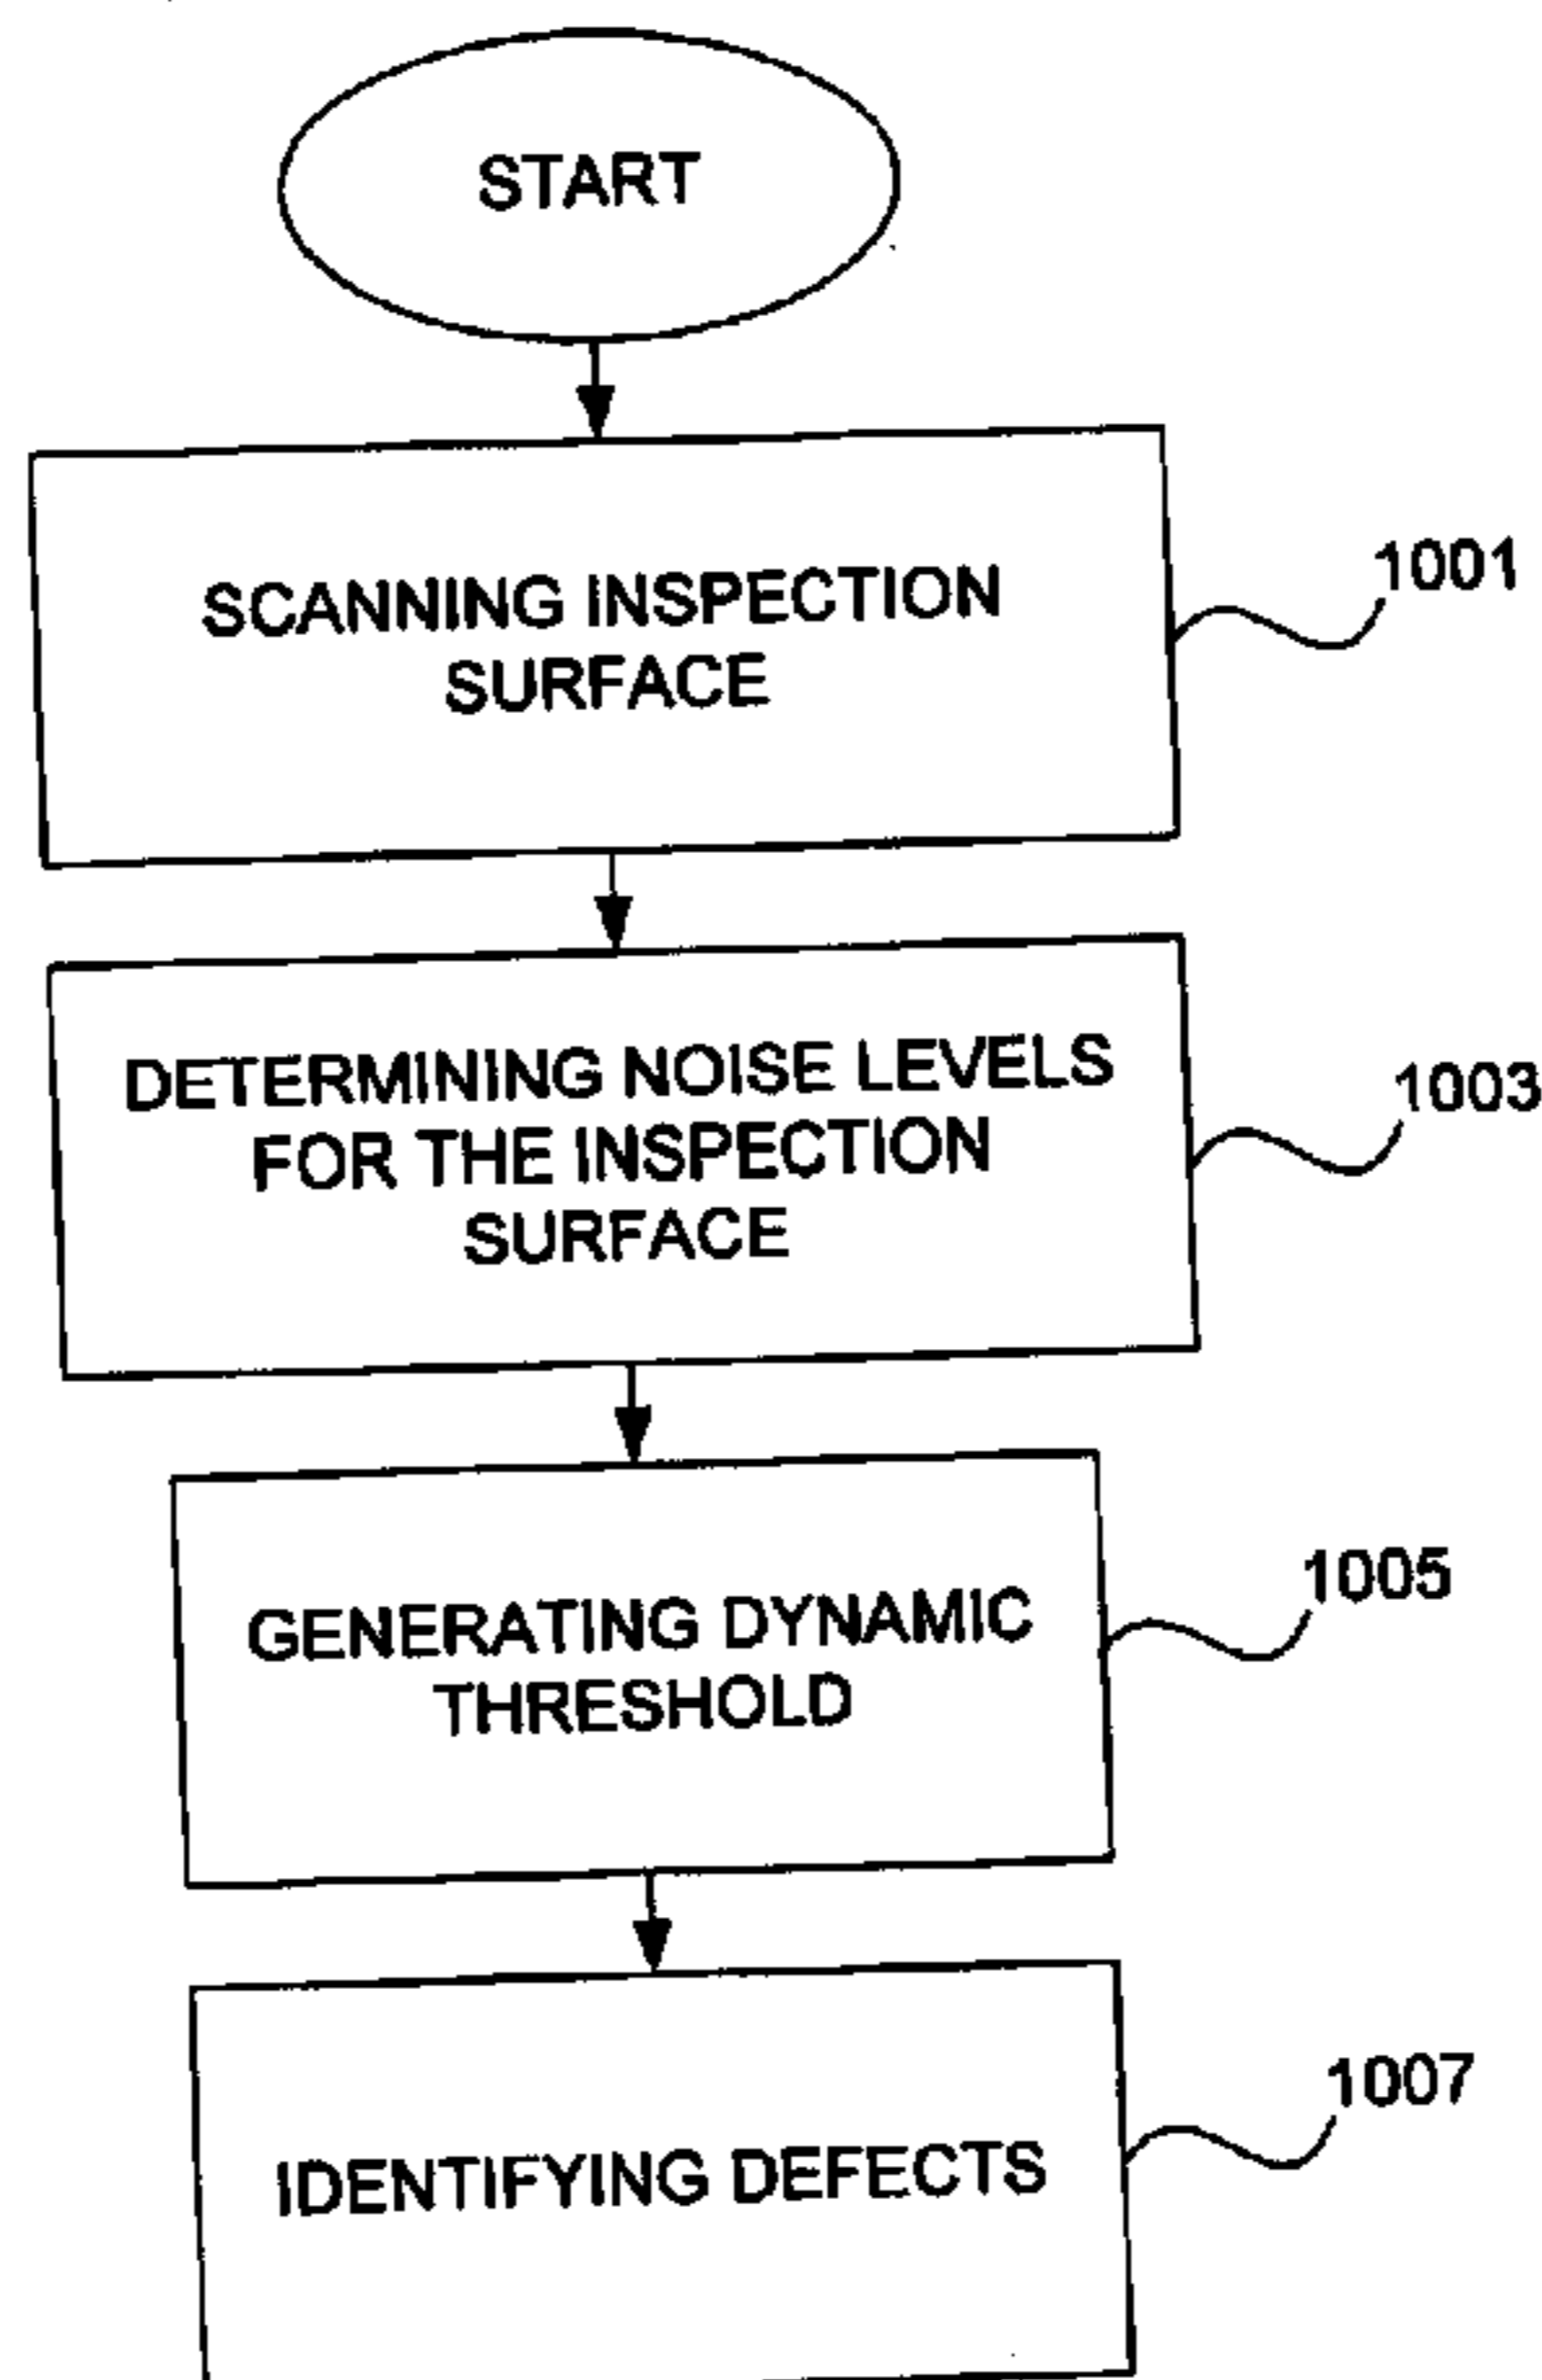 START
SCANNING INSPECTION
SURFACE
1001
DETERMINING NOISE LEVELS
FOR THE INSPECTION
SURFACE
1003
GENERATING DYNAMIC
THRESHOLD
1005
IDENTIFYING DEFECTS
1007